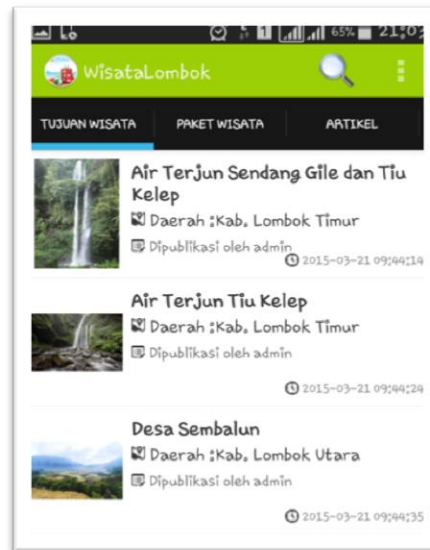 65% 21:03
WisataLombok
TUJUAN WISATA PAKET WISATA ARTIKEL
Air Terjun Sendang Gile dan Tiu
Kelep
Daerah :Kab. Lombok Timur
Dipublikasi oleh admin
2015-03-21 09:44:14
Air Terjun Tiu Kelep
Daerah :Kab. Lombok Timur
Dipublikasi oleh admin
2015-03-21 09:44:24
Desa Sembalun
Daerah :Kab. Lombok Utara
Dipublikasi oleh admin
2015-03-21 09:44:35